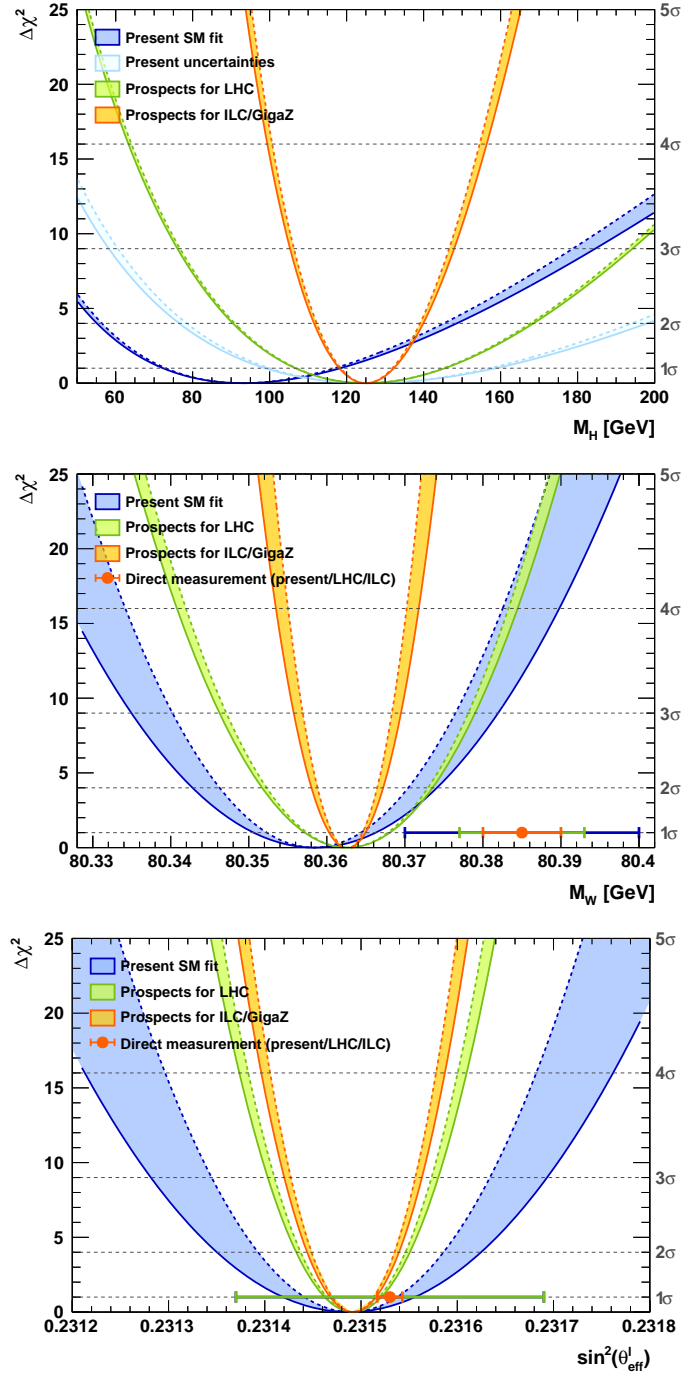 Δχ²
25
20
15
10
5
0
5σ
4σ
3σ
2σ
1σ
Present SM fit
Present uncertainties
Prospects for LHC
Prospects for ILC/GigaZ
60 80 100 120 140 160 180 200
M_H [GeV]
Δχ²
25
20
15
10
5
0
5σ
4σ
3σ
2σ
1σ
Present SM fit
Prospects for LHC
Prospects for ILC/GigaZ
Direct measurement (present/LHC/ILC)
80.33 80.34 80.35 80.36 80.37 80.38 80.39 80.4
M_W [GeV]
Δχ²
25
20
15
10
5
0
5σ
4σ
3σ
2σ
1σ
Present SM fit
Prospects for LHC
Prospects for ILC/GigaZ
Direct measurement (present/LHC/ILC)
0.2312 0.2313 0.2314 0.2315 0.2316 0.2317 0.2318
sin²(θ^l_eff)